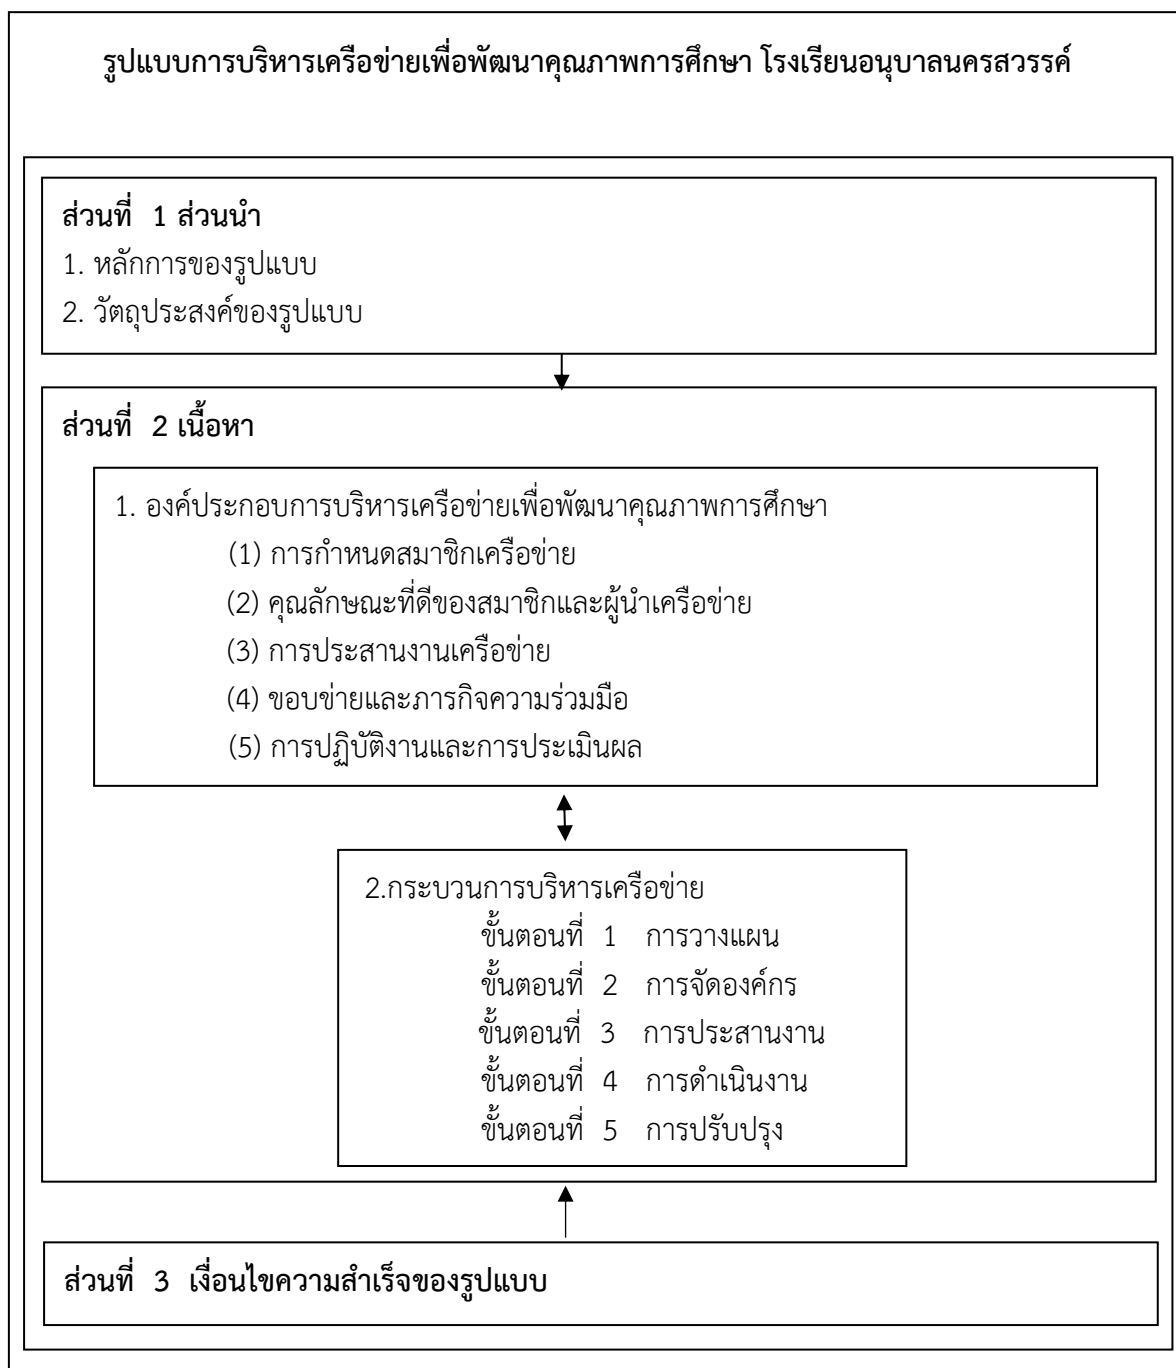 รูปแบบการบริหารเครือข่ายเพื่อพัฒนาคุณภาพการศึกษา โรงเรียนอนุบาลนครสวรรค์
ส่วนที่ 1 ส่วนนำ
1. หลักการของรูปแบบ
2. วัตถุประสงค์ของรูปแบบ
ส่วนที่ 2 เนื้อหา
1. องค์ประกอบการบริหารเครือข่ายเพื่อพัฒนาคุณภาพการศึกษา
(1) การกำหนดสมาชิกเครือข่าย
(2) คุณลักษณะที่ดีของสมาชิกและผู้นำเครือข่าย
(3) การประสานงานเครือข่าย
(4) ขอบข่ายและภารกิจความร่วมมือ
(5) การปฏิบัติงานและการประเมินผล
2.กระบวนการบริหารเครือข่าย
ขั้นตอนที่ 1 การวางแผน
ขั้นตอนที่ 2 การจัดองค์กร
ขั้นตอนที่ 3 การประสานงาน
ขั้นตอนที่ 4 การดำเนินงาน
ขั้นตอนที่ 5 การปรับปรุง
ส่วนที่ 3 เงื่อนไขความสำเร็จของรูปแบบ